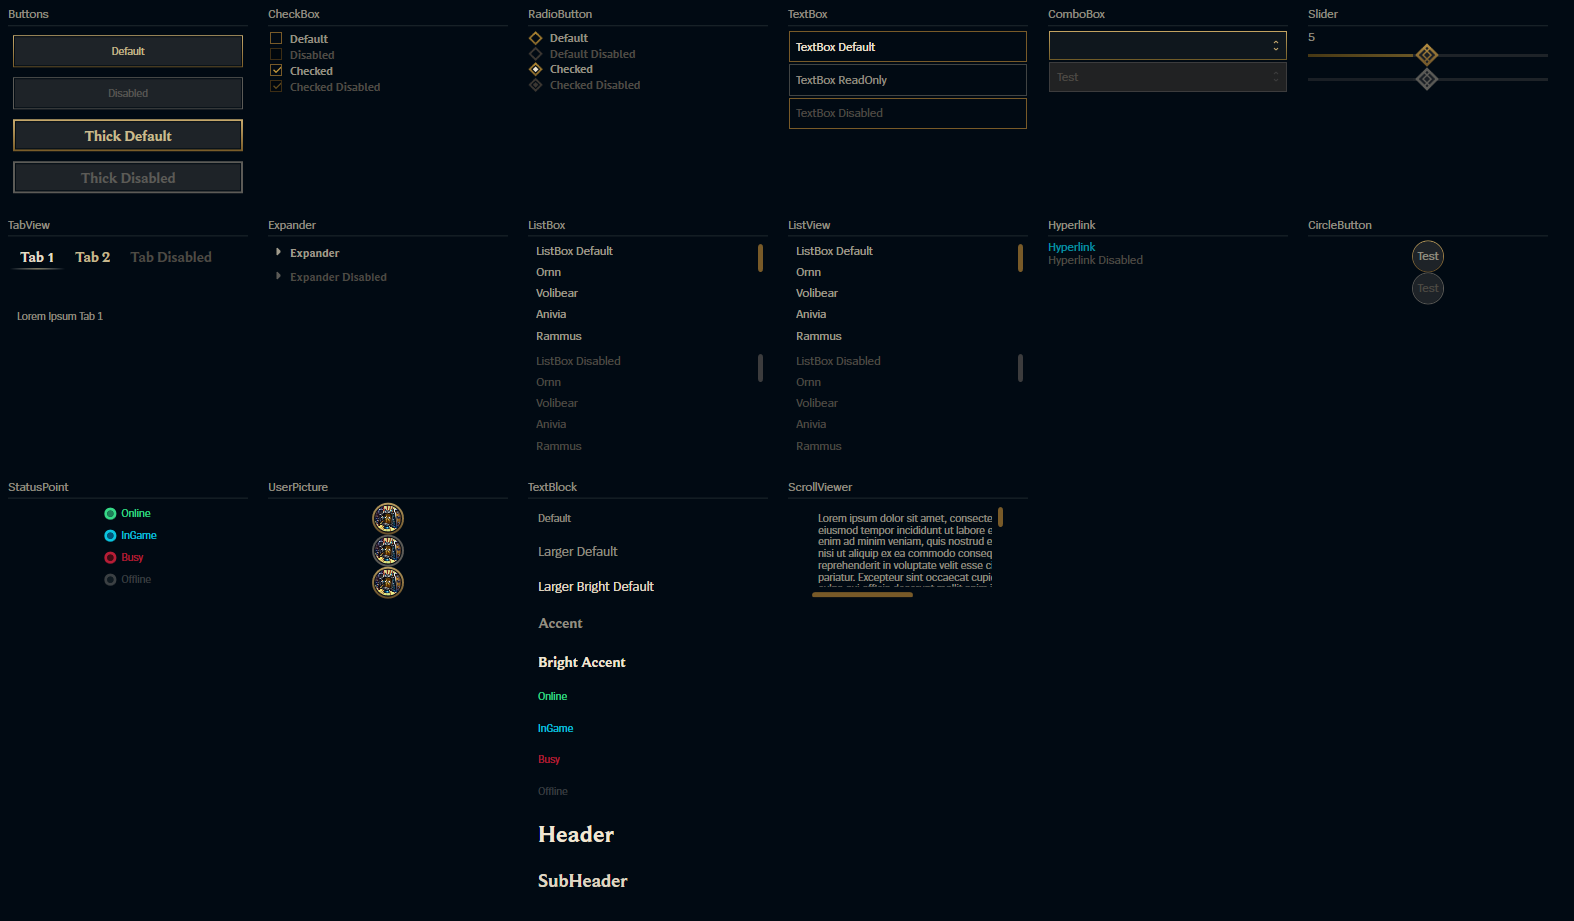 Buttons
Default
Disabled
Thick Default
Thick Disabled
CheckBox
Default
Disabled
Checked
Checked Disabled
RadioButton
Default
Default Disabled
Checked
Checked Disabled
TextBox
TextBox Default
TextBox ReadOnly
TextBox Disabled
ComboBox
Test
Slider
5
TabView
Tab 1 Tab 2 Tab Disabled
Lorem Ipsum Tab 1
Expander
Expander
Expander Disabled
ListBox
ListBox Default
Ornn
Volibear
Anivia
Rammus
ListBox Disabled
Ornn
Volibear
Anivia
Rammus
ListView
ListBox Default
Ornn
Volibear
Anivia
Rammus
ListBox Disabled
Ornn
Volibear
Anivia
Rammus
Hyperlink
Hyperlink
Hyperlink Disabled
CircleButton
Test
Test
StatusPoint
Online
InGame
Busy
Offline
UserPicture
TextBlock
Default
Larger Default
Larger Bright Default
Accent
Bright Accent
Online
InGame
Busy
Offline
Header
SubHeader
ScrollViewer
Lorem ipsum dolor sit amet, consecte
eiusmod tempor incididunt ut labore e
enim ad minim veniam, quis nostrud e
nisi ut aliquip ex ea commodo conseq
reprehenderit in voluptate velit esse ci
pariatur. Excepteur sint occaecat cupi